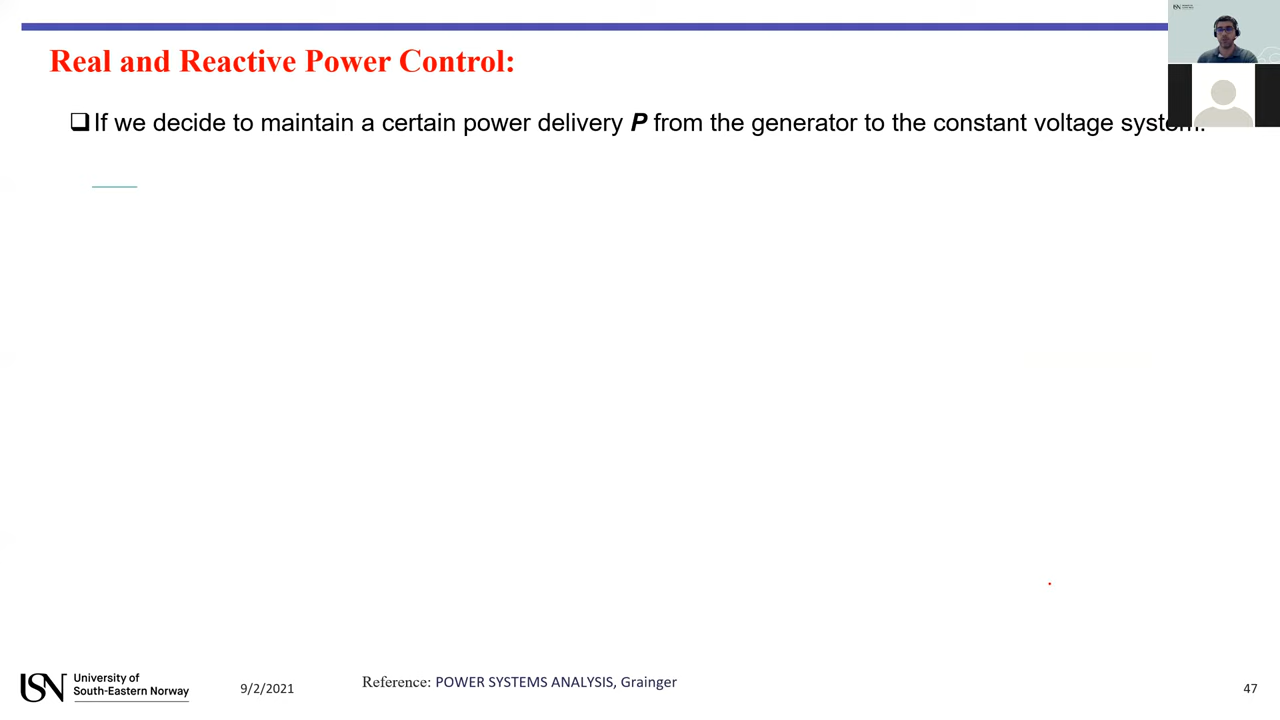 Real and Reactive Power Control:
If we decide to maintain a certain power delivery P from the generator to the constant voltage system.
USN
University of
South-Eastern Norway
9/2/2021
Reference: POWER SYSTEMS ANALYSIS, Grainger
47